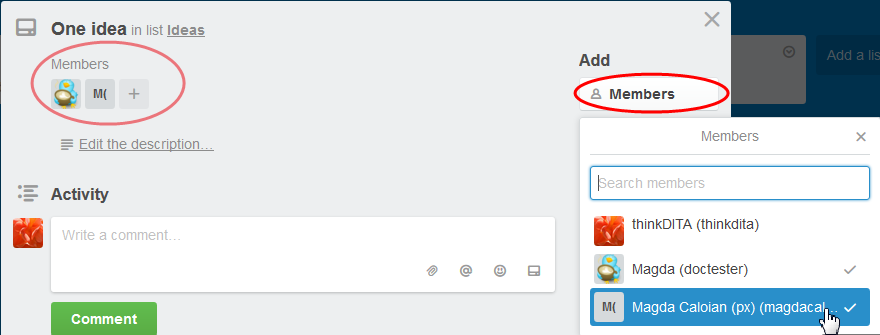 One idea in list Ideas
Members
M( +
Edit the description…
Activity
Write a comment…
@
Comment
Add
Members
Add a lis
Members
Search members
thinkDITA (thinkdita)
Magda (doctester)
M( Magda Caloian (px) (magdacal…